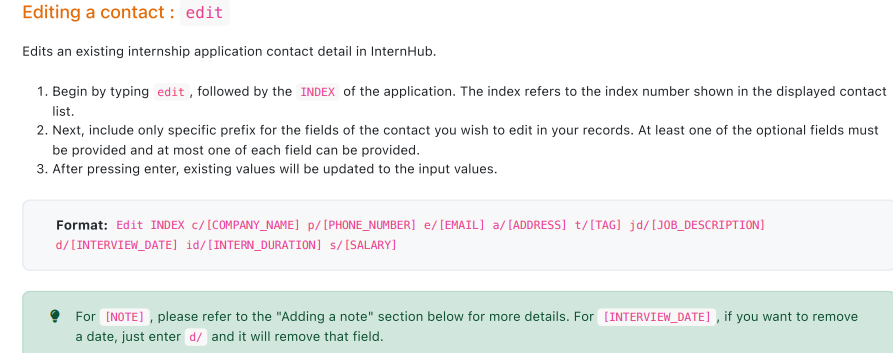 Editing a contact : edit
Edits an existing internship application contact detail in InternHub.
1. Begin by typing edit , followed by the INDEX of the application. The index refers to the index number shown in the displayed contact
list.
2. Next, include only specific prefix for the fields of the contact you wish to edit in your records. At least one of the optional fields must
be provided and at most one of each field can be provided.
3. After pressing enter, existing values will be updated to the input values.
Format: Edit INDEX c/[COMPANY_NAME] p/[PHONE_NUMBER] e/[EMAIL] a/[ADDRESS] t/[TAG] jd/[JOB_DESCRIPTION]
d/[INTERVIEW_DATE] id/[INTERN_DURATION] s/[SALARY]
For [NOTE] , please refer to the "Adding a note" section below for more details. For [INTERVIEW_DATE] , if you want to remove
a date, just enter d/ and it will remove that field.